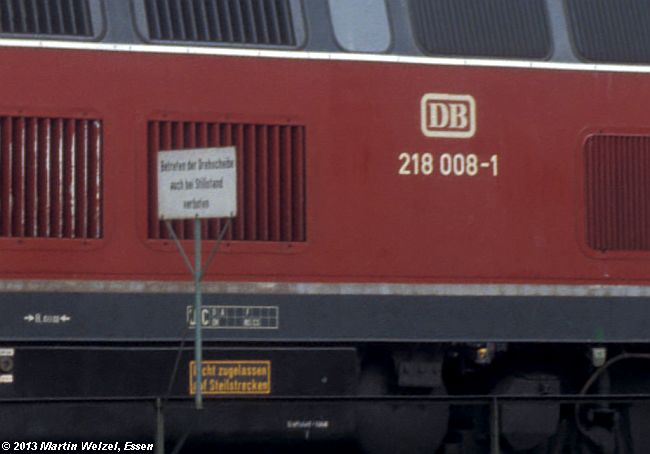 DB
218 008-1
Betreten der Drehscheibe
auch bei Stillstand
verboten
Nicht zugelassen
auf Steilstrecken
© 2013 Martin Welzel, Essen